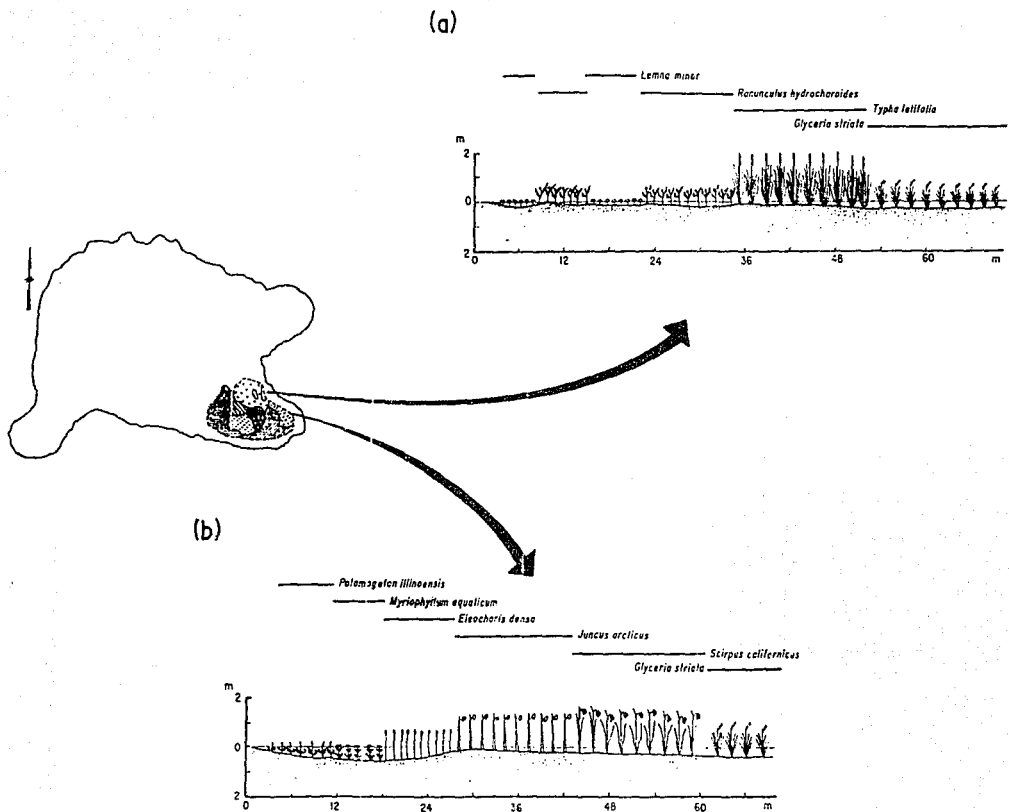 (a)
Lemna minor
Ranunculus hydrocharoides
Typha latifolia
Glyceria striata
m
2
0
2
0 12 24 36 48 60 m
(b)
Potamogeton illinoensis
Myriophyllum aquaticum
Eleocharis densa
Juncus arcticus
Scirpus californicus
Glyceria striata
m
2
0
2
0 12 24 36 48 60 m